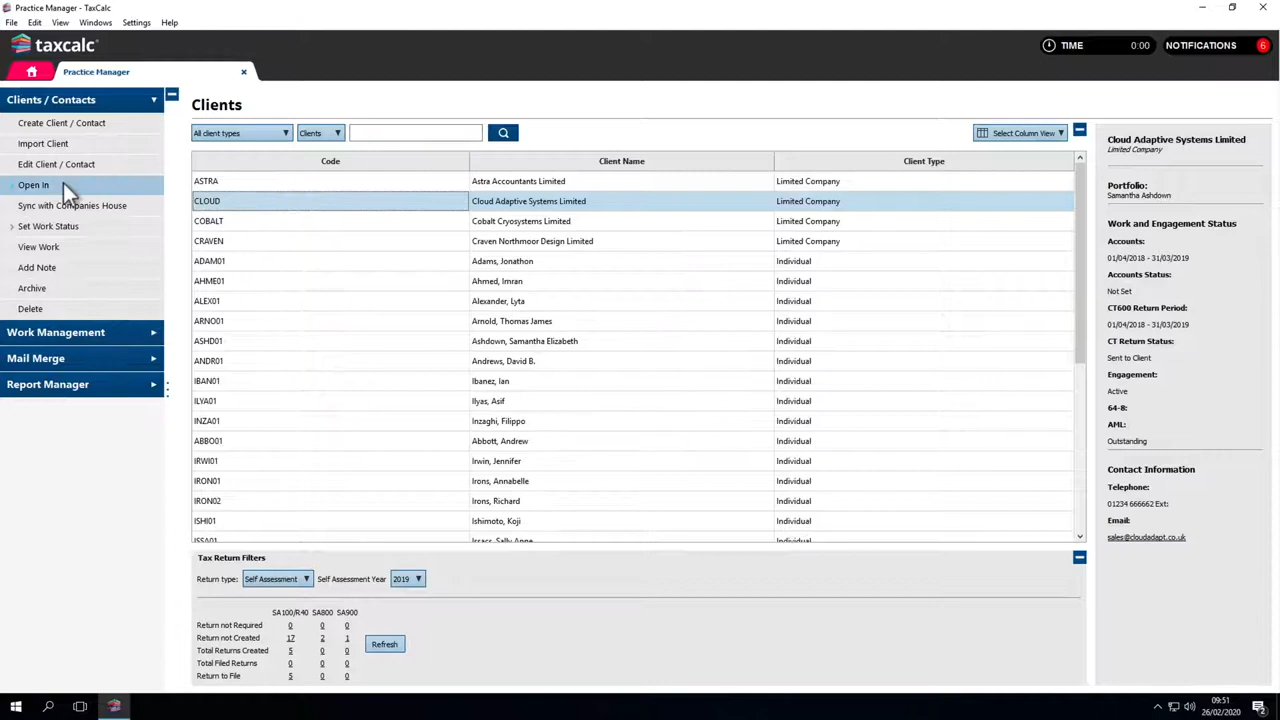 Practice Manager - TaxCalc
File Edit View Windows Settings Help
taxcalc
TIME 0:00 NOTIFICATIONS 6
Practice Manager
Clients / Contacts
Create Client / Contact
Import Client
Edit Client / Contact
Open In
Sync with Companies House
Set Work Status
View Work
Add Note
Archive
Delete
Work Management
Mail Merge
Report Manager
Clients
All client types Clients Select Column View
Code Client Name Client Type
ASTRA Astra Accountants Limited Limited Company
CLOUD Cloud Adaptive Systems Limited Limited Company
COBALT Cobalt Cryosystems Limited Limited Company
CRAVEN Craven Northmoor Design Limited Limited Company
ADAM01 Adams, Jonathon Individual
AHME01 Ahmed, Imran Individual
ALEX01 Alexander, Lyta Individual
ARNO01 Arnold, Thomas James Individual
ASHD01 Ashdown, Samantha Elizabeth Individual
ANDR01 Andrews, David B. Individual
IBAN01 Ibanez, Ian Individual
ILYA01 Ilyas, Asif Individual
INZA01 Inzaghi, Filippo Individual
ABBO01 Abbott, Andrew Individual
IRWI01 Irwin, Jennifer Individual
IRON01 Irons, Annabelle Individual
IRON02 Irons, Richard Individual
ISHI01 Ishimoto, Koji Individual
ISSA01 Issacs, Sally Anne Individual
Tax Return Filters
Return type: Self Assessment Self Assessment Year 2019
SA100/R40 SA800 SA900
Return not Required 0 0 0
Return not Created 17 2 1
Total Returns Created 5 0 0
Total Filed Returns 0 0 0
Return to File 5 0 0
Refresh
Cloud Adaptive Systems Limited
Limited Company
Portfolio:
Samantha Ashdown
Work and Engagement Status
Accounts:
01/04/2018 - 31/03/2019
Accounts Status:
Not Set
CT600 Return Period:
01/04/2018 - 31/03/2019
CT Return Status:
Sent to Client
Engagement:
Active
64-8:
AML:
Outstanding
Contact Information
Telephone:
01234 666662 Ext:
Email:
sales@cloudadapt.co.uk
09:51
26/02/2020
2